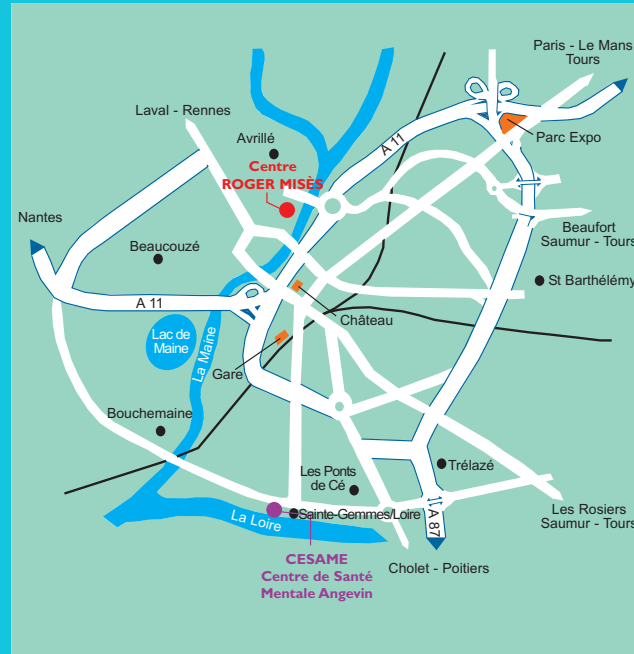 Paris - Le Mans
Tours
Laval - Rennes
Avrillé
A 11
Parc Expo
Centre
ROGER MISÈS
Nantes
Beaucouzé
Beaufort
Saumur - Tours
St Barthélémy
A 11
Château
Lac de
Maine
La Maine
Gare
Bouchemaine
Les Ponts
de Cé
Trélazé
La Loire
Sainte-Gemmes/Loire
A 87
Les Rosiers
Saumur - Tours
CESAME
Centre de Santé
Mentale Angevin
Cholet - Poitiers